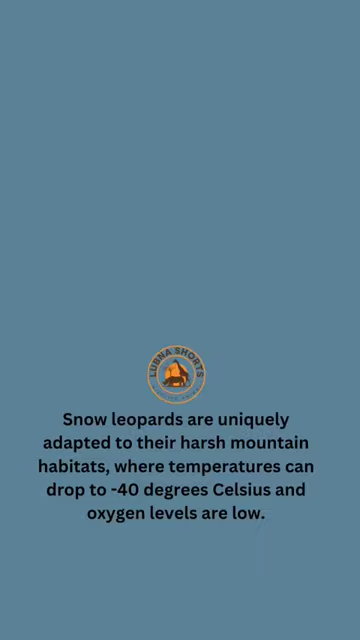 LUBNA SHORTS
Snow leopards are uniquely
adapted to their harsh mountain
habitats, where temperatures can
drop to -40 degrees Celsius and
oxygen levels are low.